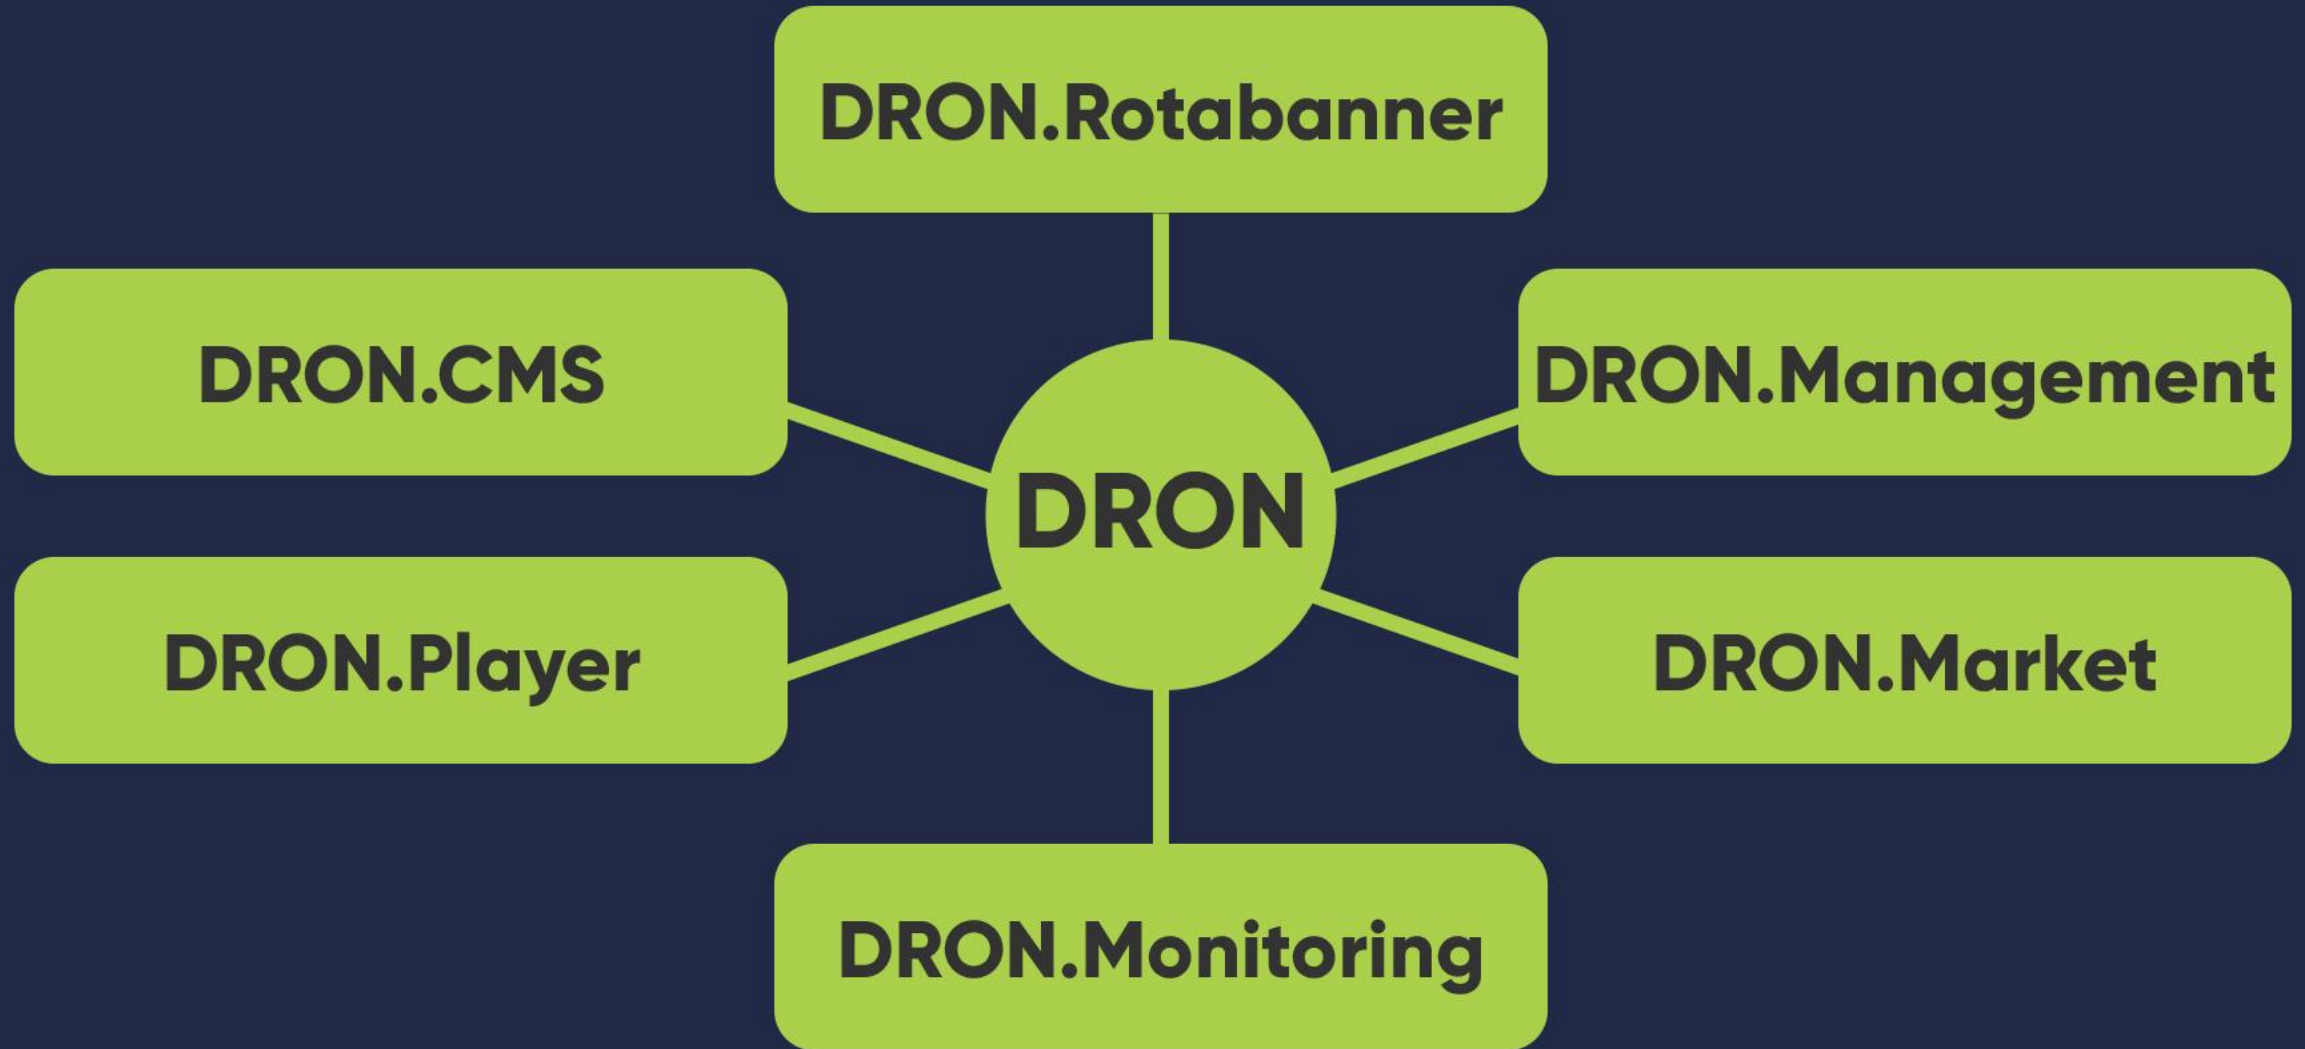 DRON.Rotabanner
DRON.CMS
DRON.Management
DRON
DRON.Player
DRON.Market
DRON.Monitoring